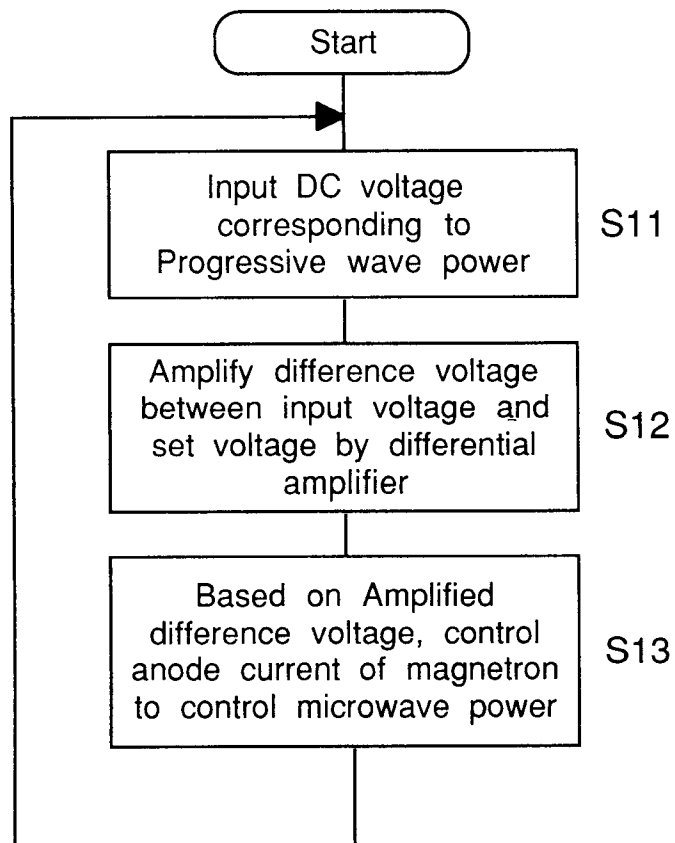 Start
Input DC voltage
corresponding to
Progressive wave power
S11
Amplify difference voltage
between input voltage and
set voltage by differential
amplifier
S12
Based on Amplified
difference voltage, control
anode current of magnetron
to control microwave power
S13